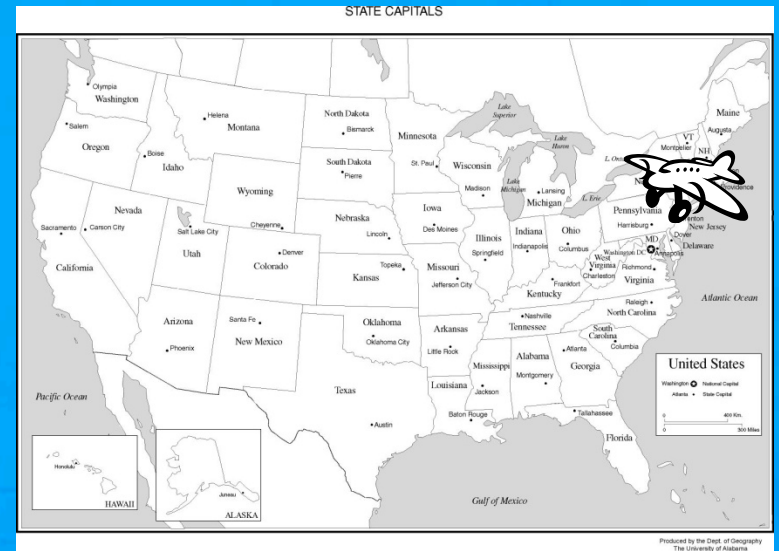 STATE CAPITALS
Olympia
Washington
Salem
Oregon
Boise
Idaho
Helena
Montana
North Dakota
Bismarck
Minnesota
St. Paul
Lake
Superior
Lake
Huron
Lake
Michigan
L. Erie
Maine
Augusta
VT
Montpelier
NH
Providence
South Dakota
Pierre
Wisconsin
Madison
Lansing
Michigan
Wyoming
Cheyenne
Nebraska
Lincoln
Iowa
Des Moines
Illinois
Springfield
Indiana
Indianapolis
Ohio
Columbus
Pennsylvania
Harrisburg
New Jersey
Dover
Delaware
MD
Annapolis
Washington DC
West
Virginia
Charleston
Richmond
Virginia
Nevada
Sacramento
Carson City
California
Salt Lake City
Utah
Denver
Colorado
Topeka
Kansas
Missouri
Jefferson City
Frankfort
Kentucky
Raleigh
North Carolina
Atlantic Ocean
Arizona
Phoenix
Santa Fe
New Mexico
Oklahoma
Oklahoma City
Arkansas
Little Rock
Nashville
Tennessee
South
Carolina
Columbia
Mississippi
Jackson
Alabama
Montgomery
Atlanta
Georgia
Texas
Austin
Louisiana
Baton Rouge
Tallahassee
Florida
Pacific Ocean
Gulf of Mexico
Honolulu
HAWAII
Juneau
ALASKA
United States
Washington National Capital
Atlanta State Capital
0 400 Km.
0 300 Miles
Produced by the Dept. of Geography
The University of Alabama